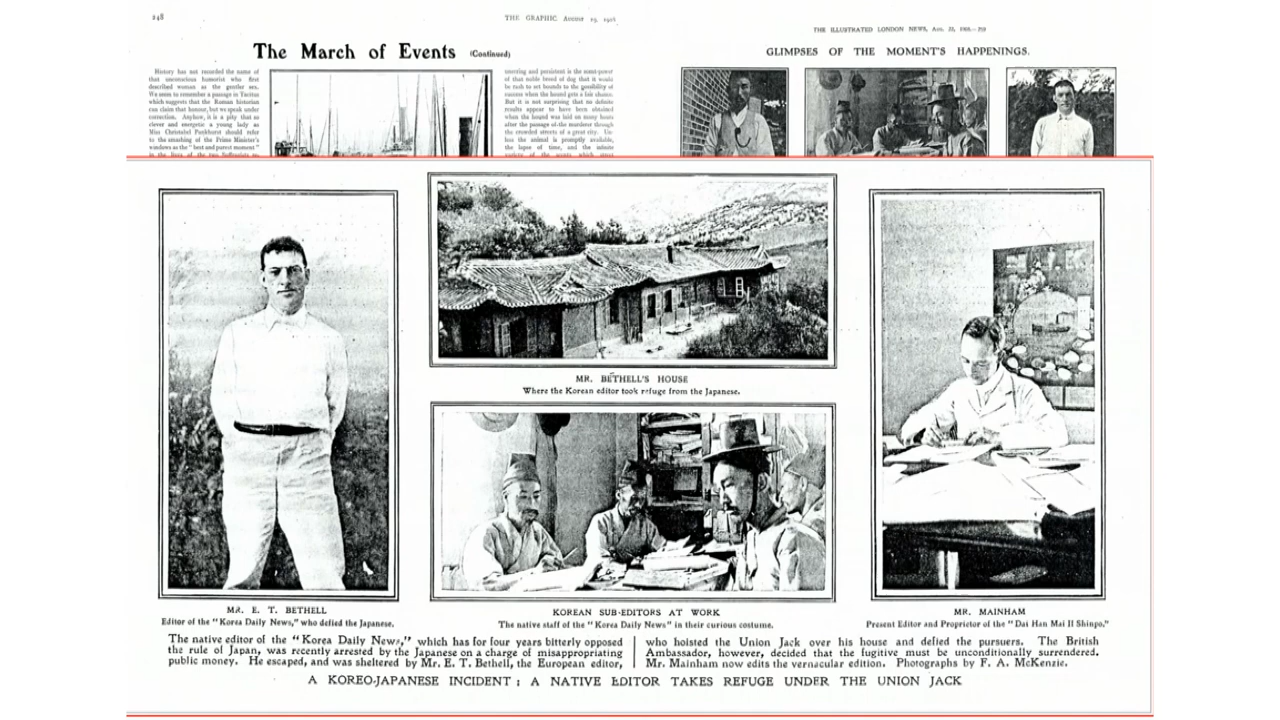 248
THE GRAPHIC, August
THE ILLUSTRATED LONDON NEWS, Aug.
The March of Events (Continued)
GLIMPSES OF THE MOMENT'S HAPPENINGS.
History has not recorded the name of
that unconscious humorist who first
described woman as the gentler sex.
We seem to remember a passage in Tacitus
which suggests that the Roman historian
can claim that honour, but we speak under
correction. Anyhow, it is a pity that so
clever and energetic a young lady as
Miss Christabel Pankhurst should refer
to the smashing of the Prime Minister's
windows as the "best and purest moment"
in the lives of the two Suffragists
unerring and persistent is the scent-power
of that noble breed of dog that it would
be rash to set bounds to the possibility of
success when the hound gets a fair chance.
But it is not surprising that no definite
results appear to have been obtained
when the hound was laid on many hours
after the passage of the murderer through
the crowded streets of a great city. Un-
less the animal is promptly available,
the lapse of time, and the
MR. BETHELL'S HOUSE
Where the Korean editor took refuge from the Japanese.
MR. E. T. BETHELL
Editor of the "Korea Daily News," who defied the Japanese.
KOREAN SUB-EDITORS AT WORK
The native staff of the "Korea Daily News" in their curious costume.
MR. MAINHAM
Present Editor and Proprietor of the "Dai Han Mai Il Shinpo."
The native editor of the "Korea Daily News," which has for four years bitterly opposed
the rule of Japan, was recently arrested by the Japanese on a charge of misappropriating
public money. He escaped, and was sheltered by Mr. E. T. Bethell, the European editor,
who hoisted the Union Jack over his house and defied the pursuers. The British
Ambassador, however, decided that the fugitive must be unconditionally surrendered.
Mr. Mainham now edits the vernacular edition. Photographs by F. A. McKenzie.
A KOREO-JAPANESE INCIDENT: A NATIVE EDITOR TAKES REFUGE UNDER THE UNION JACK